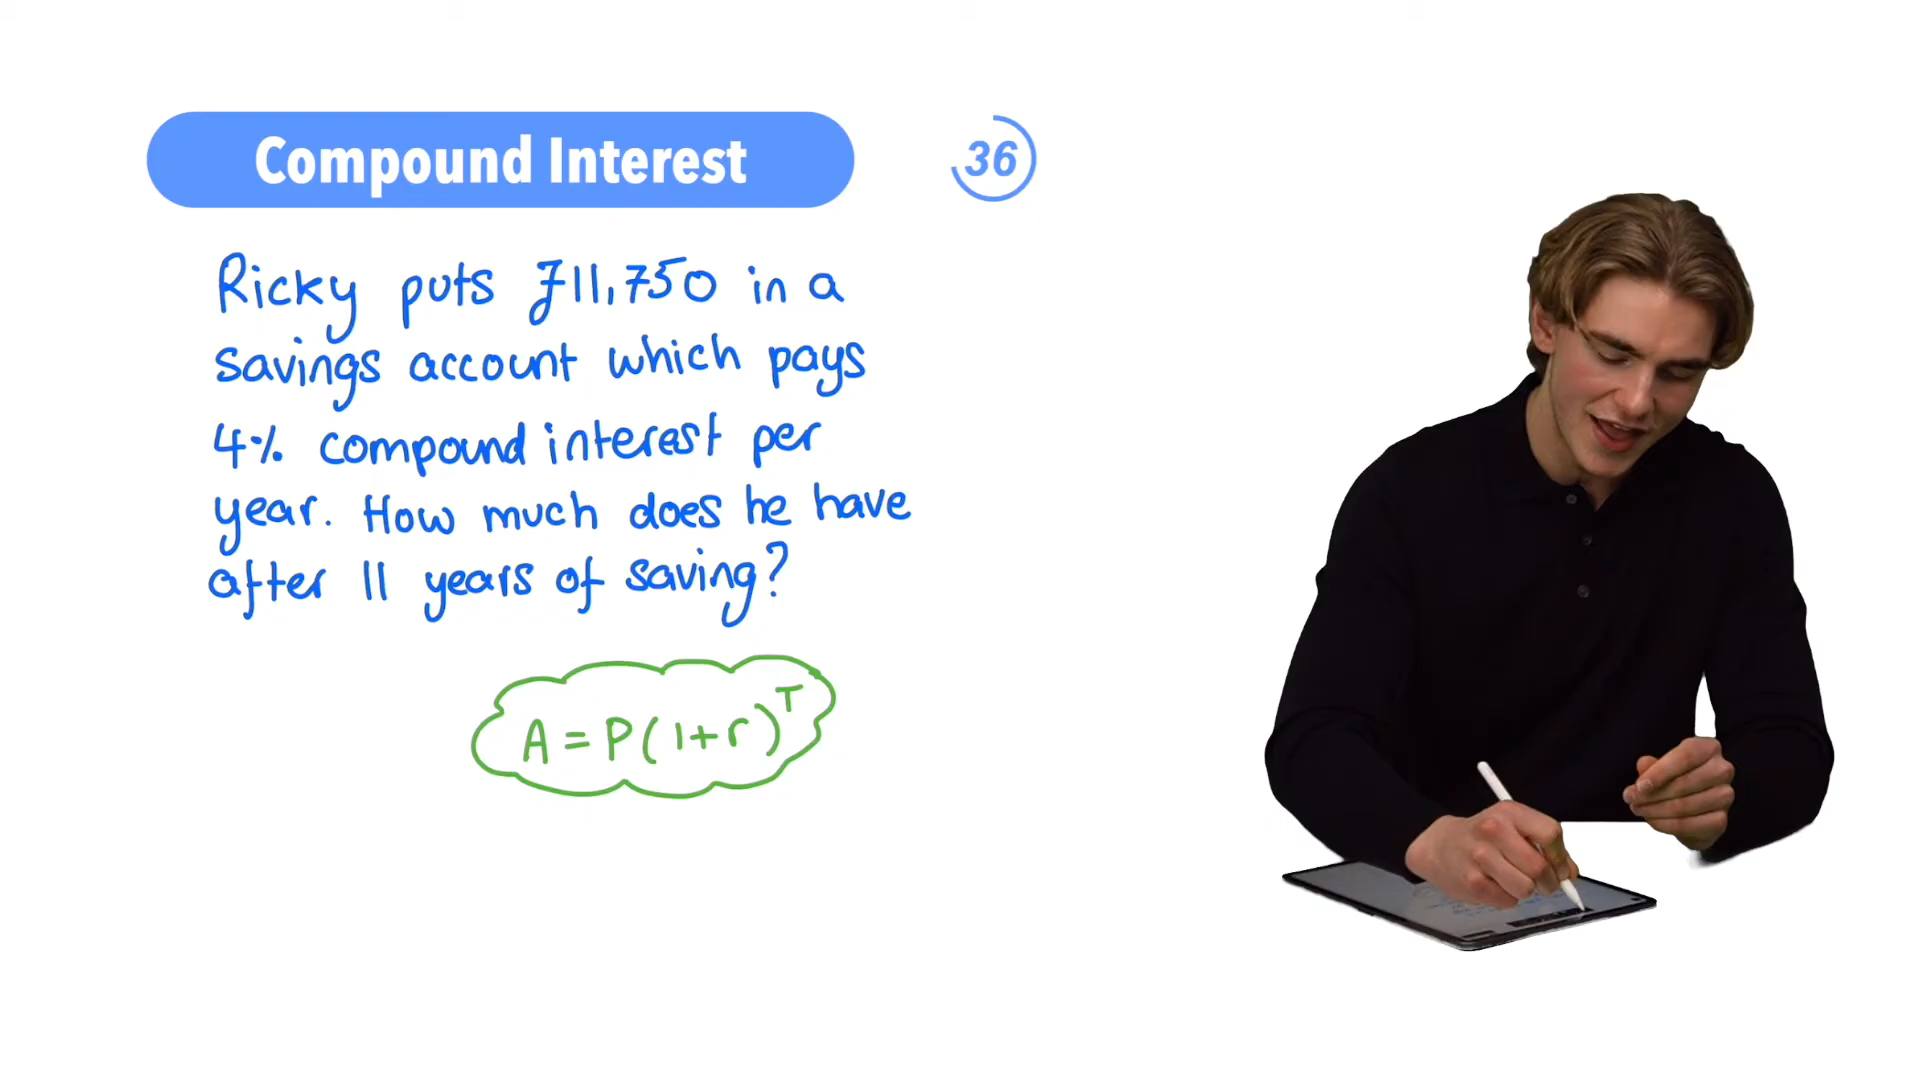 Compound Interest
36
Ricky puts £11,750 in a
savings account which pays
4% compound interest per
year. How much does he have
after 11 years of saving?
A = P(1+r)^T